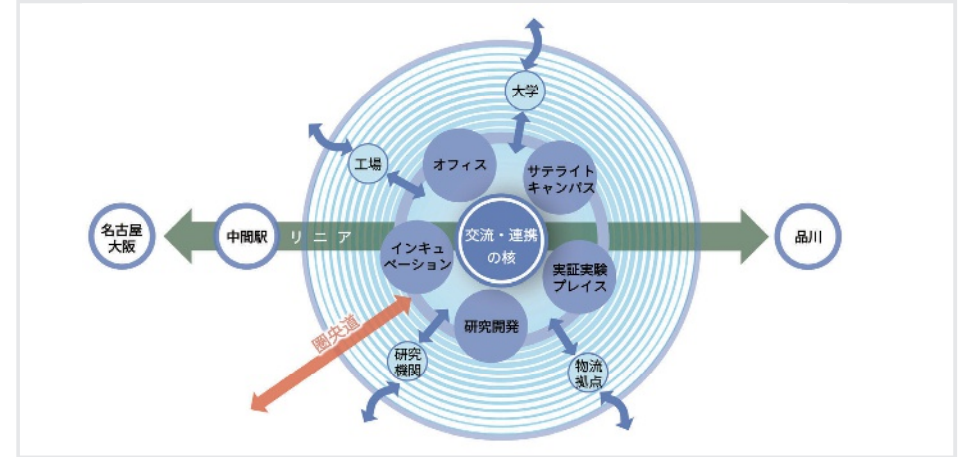 大学
工場
オフィス
サテライト
キャンパス
名古屋
大阪
中間駅
リニア
交流・連携
の核
品川
インキュ
ベーション
実証実験
プレイス
圏央道
研究開発
研究
機関
物流
拠点